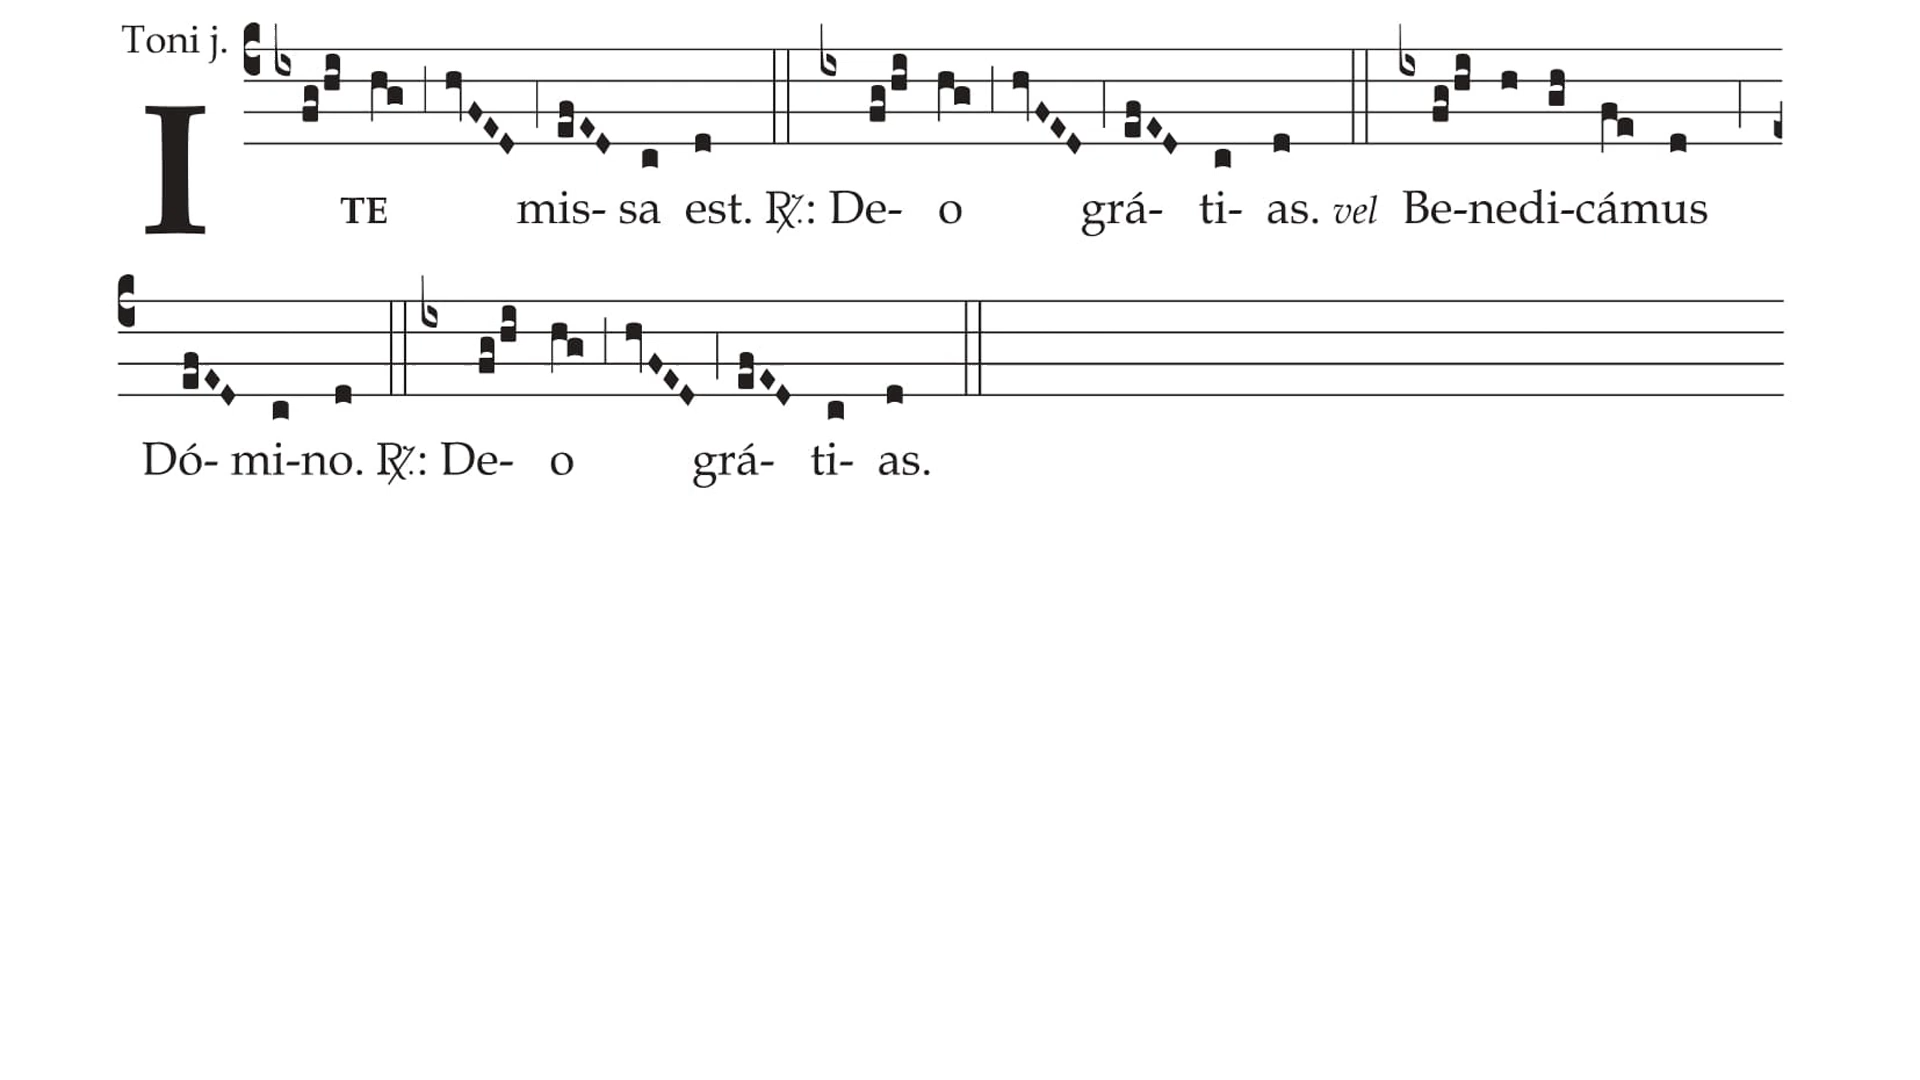 Toni j.
ITE mis- sa est. ℟.: De- o grá- ti- as. vel Be-nedi-cámus
Dó- mi-no. ℟.: De- o grá- ti- as.